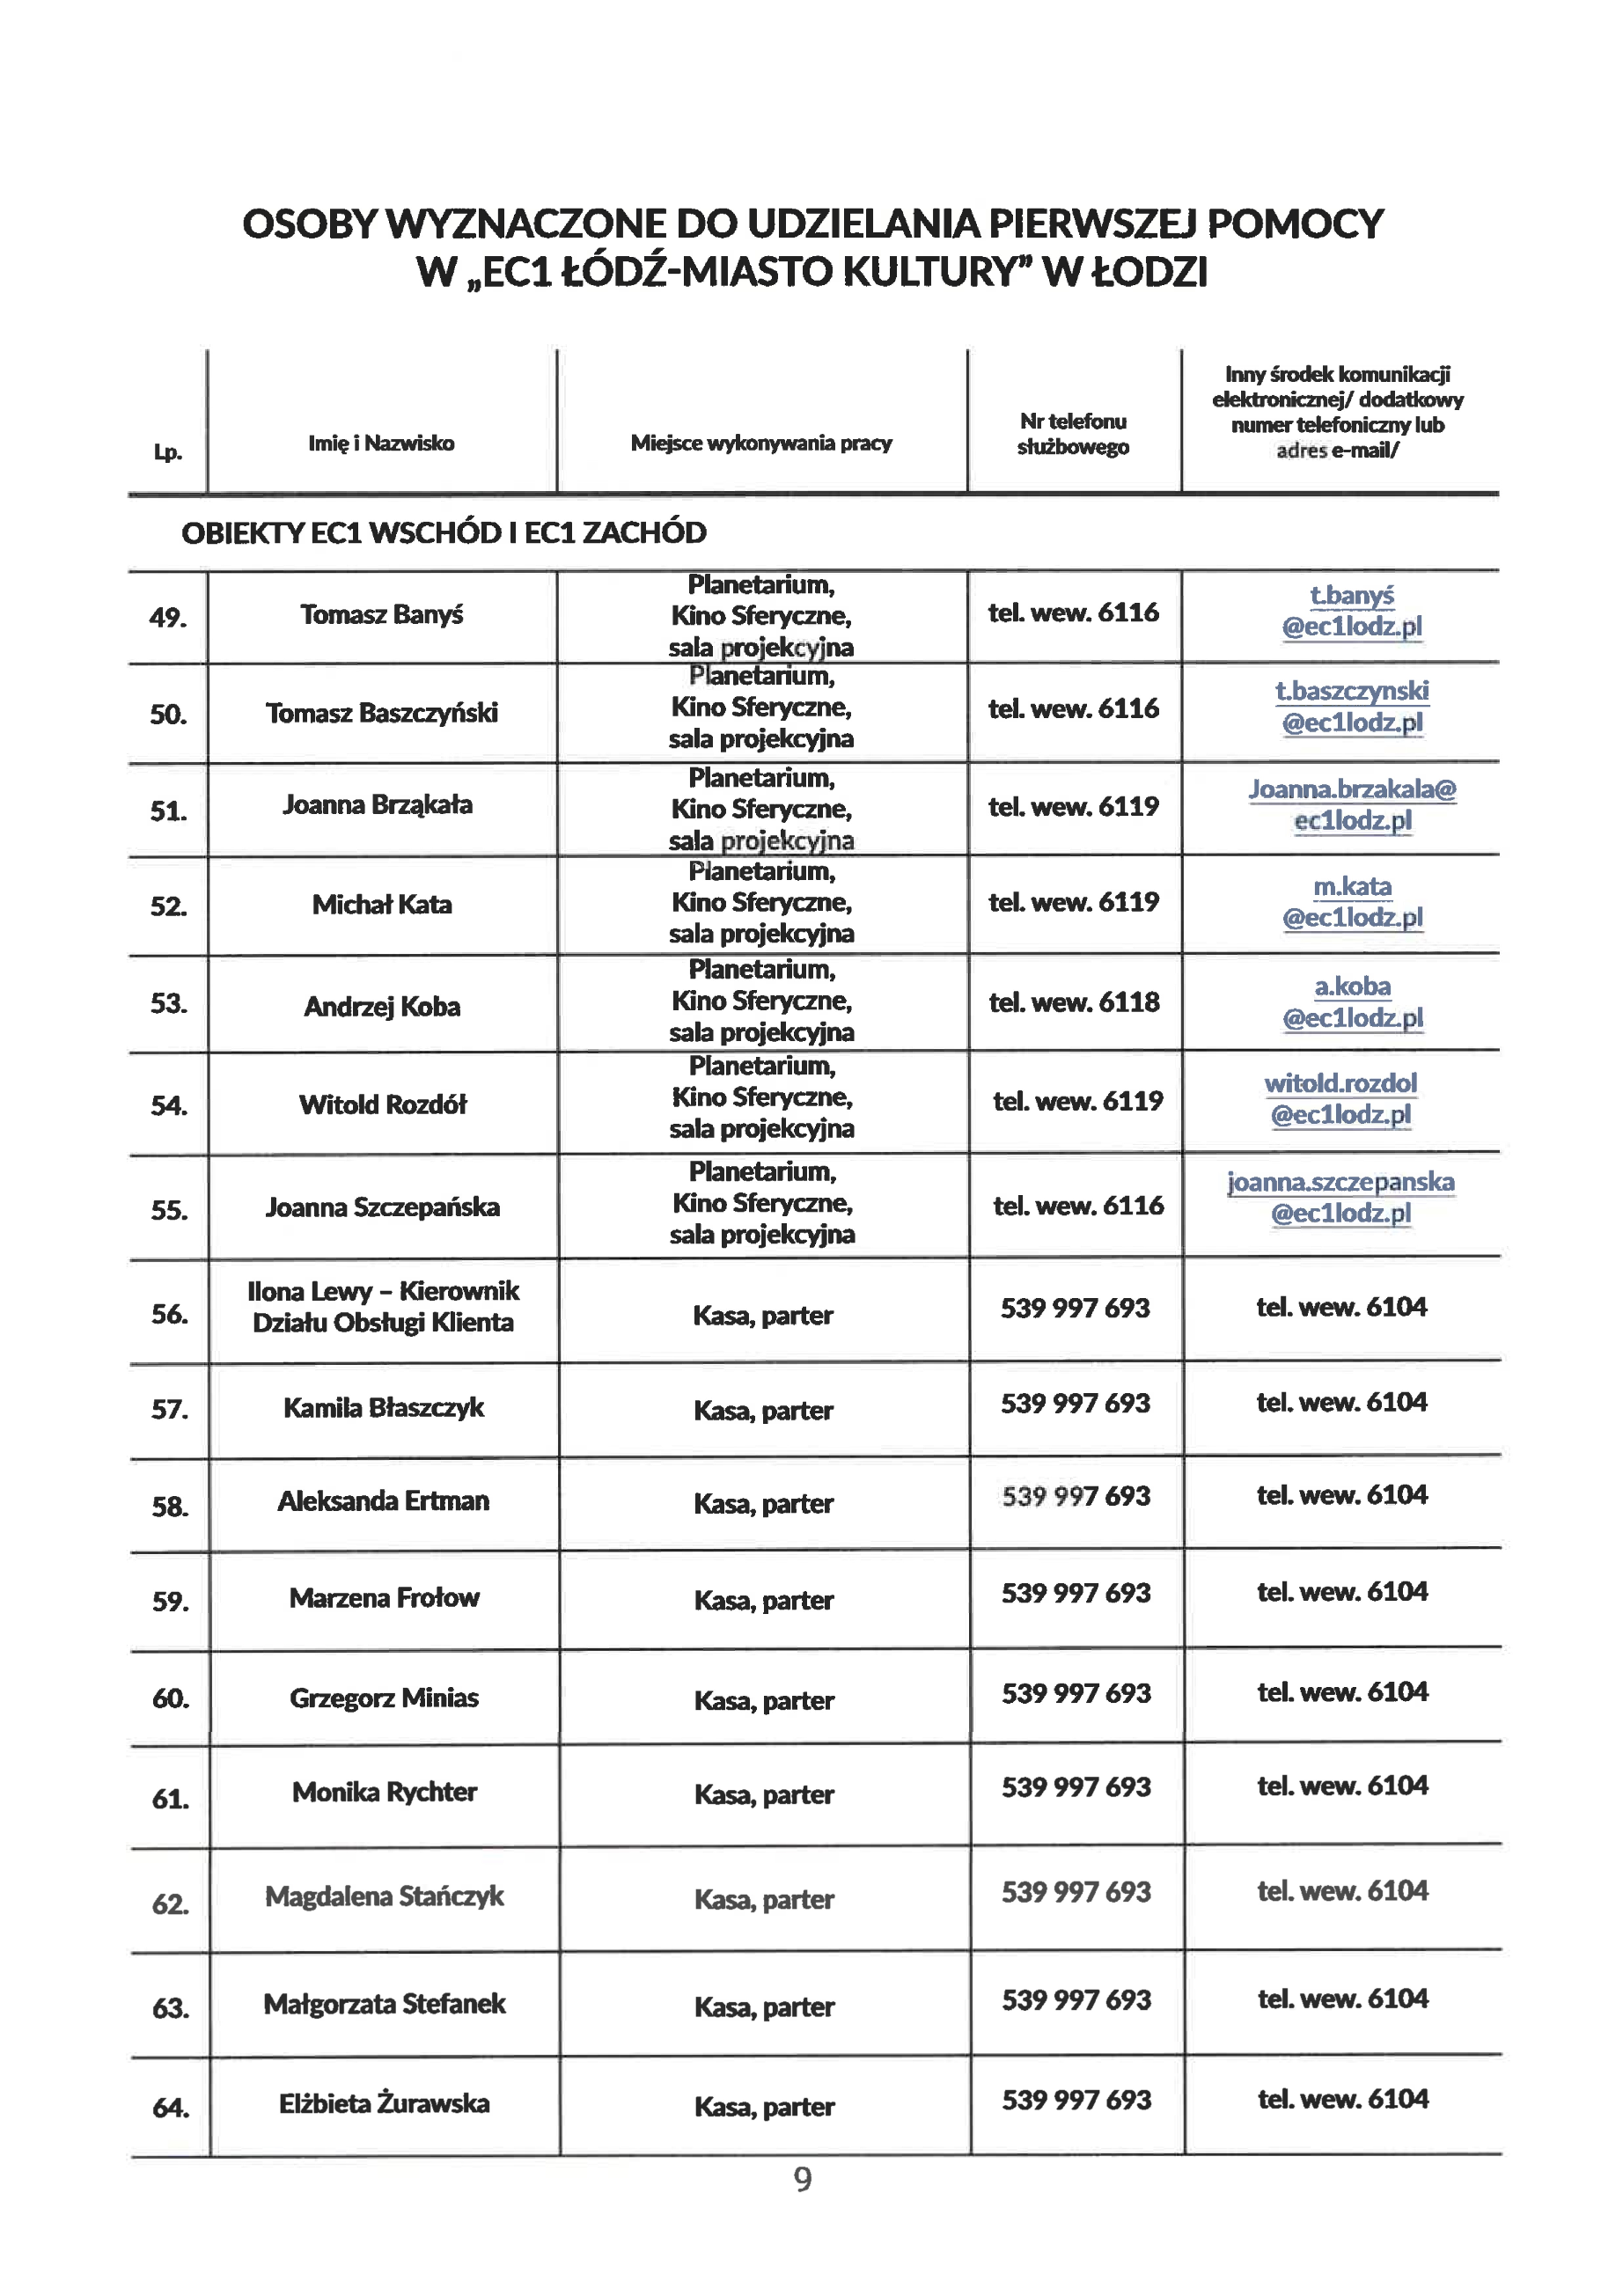 OSOBY WYZNACZONE DO UDZIELANIA PIERWSZEJ POMOCY
W „EC1 ŁÓDŹ-MIASTO KULTURY” W ŁODZI
Lp.
Imię i Nazwisko
Miejsce wykonywania pracy
Nr telefonu
służbowego
Inny środek komunikacji
elektronicznej/ dodatkowy
numer telefoniczny lub
adres e-mail/
OBIEKTY EC1 WSCHÓD I EC1 ZACHÓD
49.
Tomasz Banyś
Planetarium,
Kino Sferyczne,
sala projekcyjna
tel. wew. 6116
t.banyś
@ec1lodz.pl
50.
Tomasz Baszczyński
Planetarium,
Kino Sferyczne,
sala projekcyjna
tel. wew. 6116
t.baszczynski
@ec1lodz.pl
51.
Joanna Brząkała
Planetarium,
Kino Sferyczne,
sala projekcyjna
tel. wew. 6119
Joanna.brzakala@
ec1lodz.pl
52.
Michał Kata
Planetarium,
Kino Sferyczne,
sala projekcyjna
tel. wew. 6119
m.kata
@ec1lodz.pl
53.
Andrzej Koba
Planetarium,
Kino Sferyczne,
sala projekcyjna
tel. wew. 6118
a.koba
@ec1lodz.pl
54.
Witold Rozdół
Planetarium,
Kino Sferyczne,
sala projekcyjna
tel. wew. 6119
witold.rozdol
@ec1lodz.pl
55.
Joanna Szczepańska
Planetarium,
Kino Sferyczne,
sala projekcyjna
tel. wew. 6116
joanna.szczepanska
@ec1lodz.pl
56.
Ilona Lewy – Kierownik
Działu Obsługi Klienta
Kasa, parter
539 997 693
tel. wew. 6104
57.
Kamila Błaszczyk
Kasa, parter
539 997 693
tel. wew. 6104
58.
Aleksanda Ertman
Kasa, parter
539 997 693
tel. wew. 6104
59.
Marzena Frołow
Kasa, parter
539 997 693
tel. wew. 6104
60.
Grzegorz Minias
Kasa, parter
539 997 693
tel. wew. 6104
61.
Monika Rychter
Kasa, parter
539 997 693
tel. wew. 6104
62.
Magdalena Stańczyk
Kasa, parter
539 997 693
tel. wew. 6104
63.
Małgorzata Stefanek
Kasa, parter
539 997 693
tel. wew. 6104
64.
Elżbieta Żurawska
Kasa, parter
539 997 693
tel. wew. 6104
9